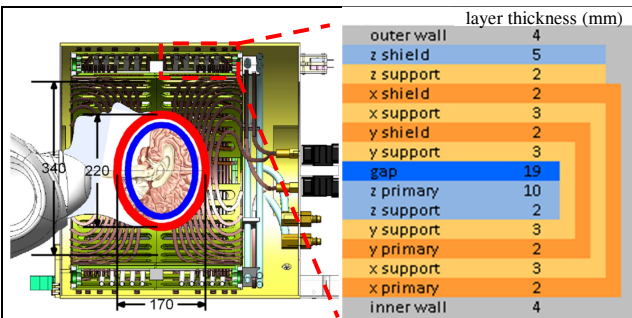 layer thickness (mm)
outer wall 4
z shield 5
z support 2
x shield 2
x support 3
y shield 2
y support 3
gap 19
z primary 10
z support 2
y support 3
y primary 2
x support 3
x primary 2
inner wall 4
340
220
170